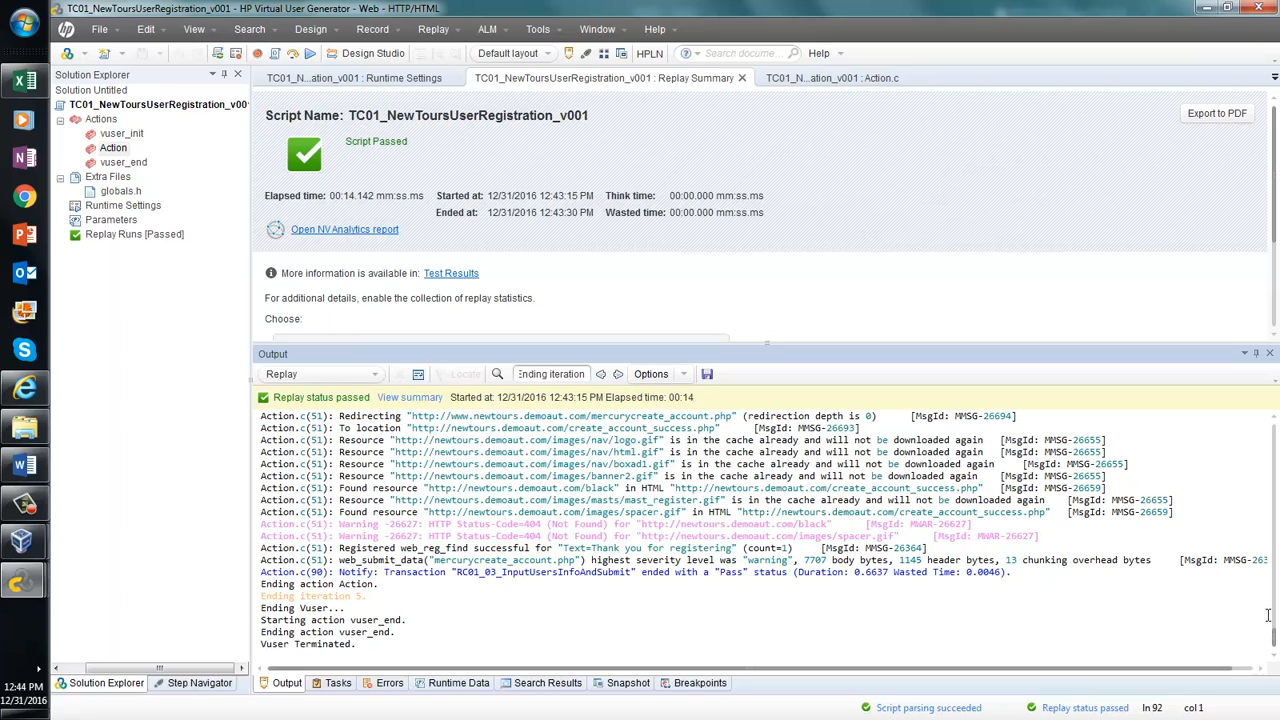 TC01_NewToursUserRegistration_v001 - HP Virtual User Generator - Web - HTTP/HTML
File Edit View Search Design Record Replay ALM Tools Window Help
Design Studio Default layout HPLN Search docume... Help
Solution Explorer
Solution Untitled
TC01_NewToursUserRegistration_v00
Actions
vuser_init
Action
vuser_end
Extra Files
globals.h
Runtime Settings
Parameters
Replay Runs [Passed]
TC01_N...ation_v001 : Runtime Settings TC01_NewToursUserRegistration_v001 : Replay Summary TC01_N...ation_v001 : Action.c
Script Name: TC01_NewToursUserRegistration_v001
Export to PDF
Script Passed
Elapsed time: 00:14.142 mm:ss.ms Started at: 12/31/2016 12:43:15 PM Think time: 00:00.000 mm:ss.ms
Ended at: 12/31/2016 12:43:30 PM Wasted time: 00:00.000 mm:ss.ms
Open NV Analytics report
More information is available in: Test Results
For additional details, enable the collection of replay statistics.
Choose:
Output
Replay Locate Ending iteration Options
Replay status passed View summary Started at: 12/31/2016 12:43:15 PM Elapsed time: 00:14
Action.c(51): Redirecting "http://www.newtours.demoaut.com/mercurycreate_account.php" (redirection depth is 0) [MsgId: MMSG-26694]
Action.c(51): To location "http://newtours.demoaut.com/create_account_success.php" [MsgId: MMSG-26693]
Action.c(51): Resource "http://newtours.demoaut.com/images/nav/logo.gif" is in the cache already and will not be downloaded again [MsgId: MMSG-26655]
Action.c(51): Resource "http://newtours.demoaut.com/images/nav/html.gif" is in the cache already and will not be downloaded again [MsgId: MMSG-26655]
Action.c(51): Resource "http://newtours.demoaut.com/images/nav/boxad1.gif" is in the cache already and will not be downloaded again [MsgId: MMSG-26655]
Action.c(51): Resource "http://newtours.demoaut.com/images/banner2.gif" is in the cache already and will not be downloaded again [MsgId: MMSG-26655]
Action.c(51): Found resource "http://newtours.demoaut.com/black" in HTML "http://newtours.demoaut.com/create_account_success.php" [MsgId: MMSG-26659]
Action.c(51): Resource "http://newtours.demoaut.com/images/masts/mast_register.gif" is in the cache already and will not be downloaded again [MsgId: MMSG-26655]
Action.c(51): Found resource "http://newtours.demoaut.com/images/spacer.gif" in HTML "http://newtours.demoaut.com/create_account_success.php" [MsgId: MMSG-26659]
Action.c(51): Warning -26627: HTTP Status-Code=404 (Not Found) for "http://newtours.demoaut.com/black" [MsgId: MWAR-26627]
Action.c(51): Warning -26627: HTTP Status-Code=404 (Not Found) for "http://newtours.demoaut.com/images/spacer.gif" [MsgId: MWAR-26627]
Action.c(51): Registered web_reg_find successful for "Text=Thank you for registering" (count=1) [MsgId: MMSG-26364]
Action.c(51): web_submit_data("mercurycreate_account.php") highest severity level was "warning", 7707 body bytes, 1145 header bytes, 13 chunking overhead bytes [MsgId: MMSG-263
Action.c(90): Notify: Transaction "RC01_03_InputUsersInfoAndSubmit" ended with a "Pass" status (Duration: 0.6637 Wasted Time: 0.0046).
Ending action Action.
Ending iteration 5.
Ending Vuser...
Starting action vuser_end.
Ending action vuser_end.
Vuser Terminated.
Solution Explorer Step Navigator
Output Tasks Errors Runtime Data Search Results Snapshot Breakpoints
Script parsing succeeded Replay status passed ln 92 col 1
12:44 PM
12/31/2016